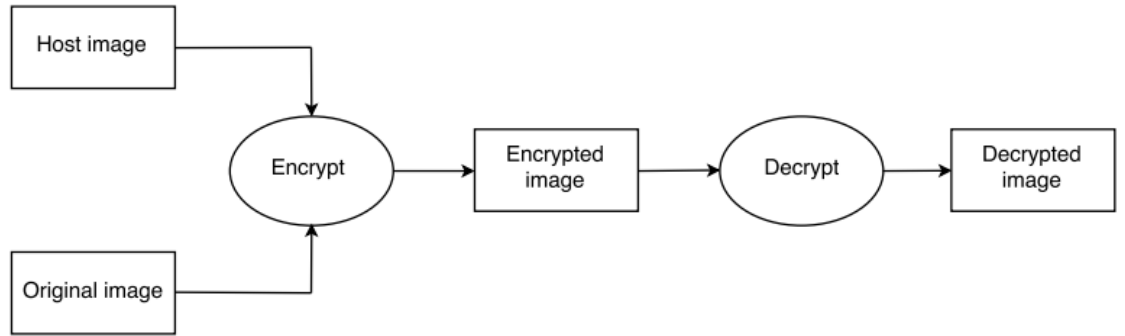 Host image
Encrypt
Encrypted
image
Decrypt
Decrypted
image
Original image